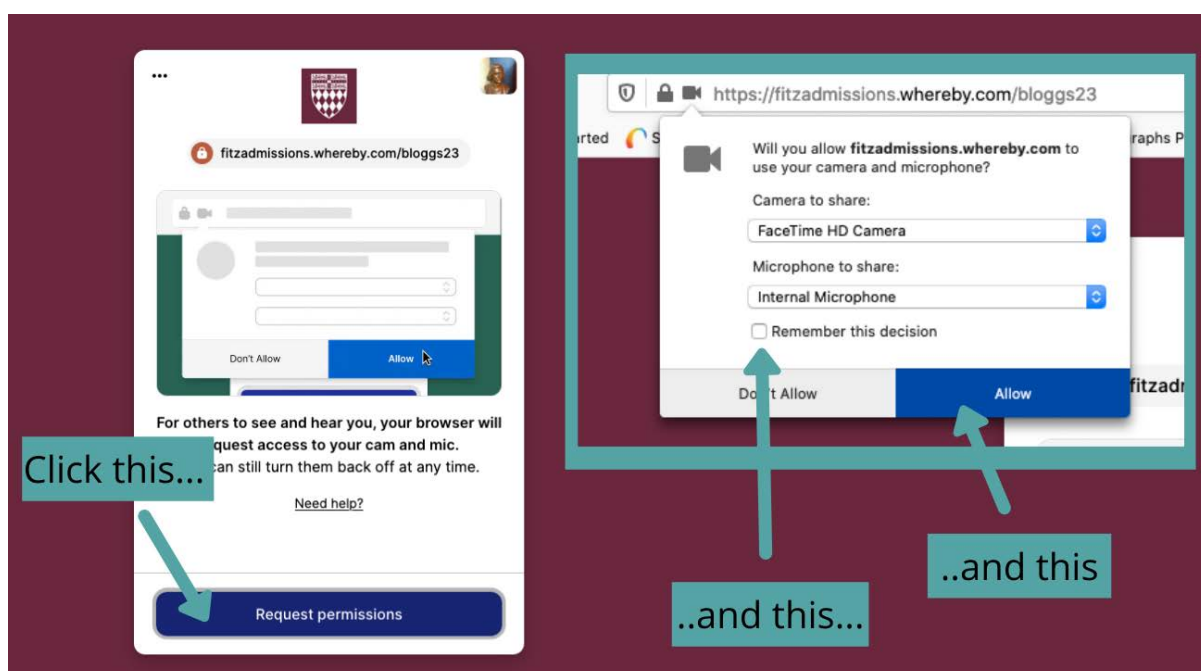 ...
fitzadmissions.whereby.com/bloggs23
Don't Allow
Allow
For others to see and hear you, your browser will
quest access to your cam and mic.
can still turn them back off at any time.
Click this...
Need help?
Request permissions
https://fitzadmissions.whereby.com/bloggs23
arted
S
raphs P
Will you allow fitzadmissions.whereby.com to
use your camera and microphone?
Camera to share:
FaceTime HD Camera
Microphone to share:
Internal Microphone
Remember this decision
Don't Allow
Allow
fitzadr
..and this...
..and this